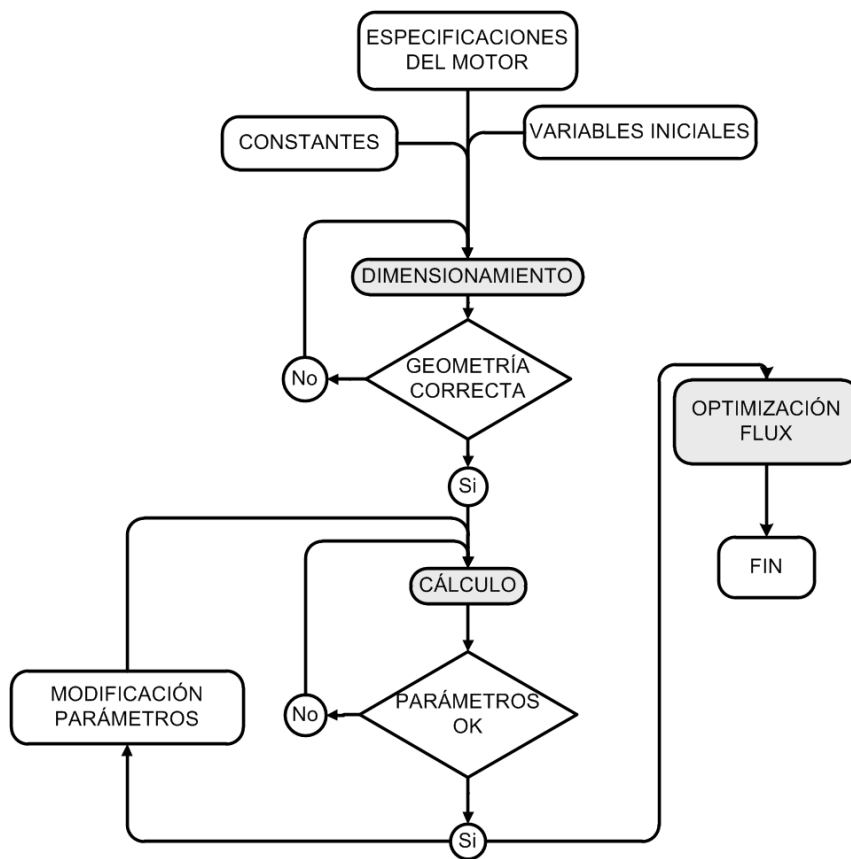 ESPECIFICACIONES
DEL MOTOR
CONSTANTES
VARIABLES INICIALES
DIMENSIONAMIENTO
No
GEOMETRÍA
CORRECTA
OPTIMIZACIÓN
FLUX
Si
FIN
CÁLCULO
MODIFICACIÓN
PARÁMETROS
No
PARÁMETROS
OK
Si